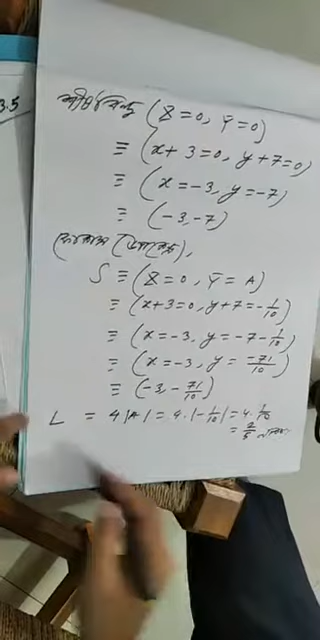 3.5
শীর্ষবিন্দু (X=0, Y=0)
≡ (x+3=0, y+7=0)
≡ (x=-3, y=-7)
≡ (-3,-7)
ফোকাস (উপকেন্দ্র),
S ≡ (X=0, Y=A)
≡ (x+3=0, y+7=-1/10)
≡ (x=-3, y=-7-1/10)
≡ (x=-3, y=-71/10)
≡ (-3,-71/10)
L = 4|A| = 4.|-1/10| = 4.1/10
= 2/5